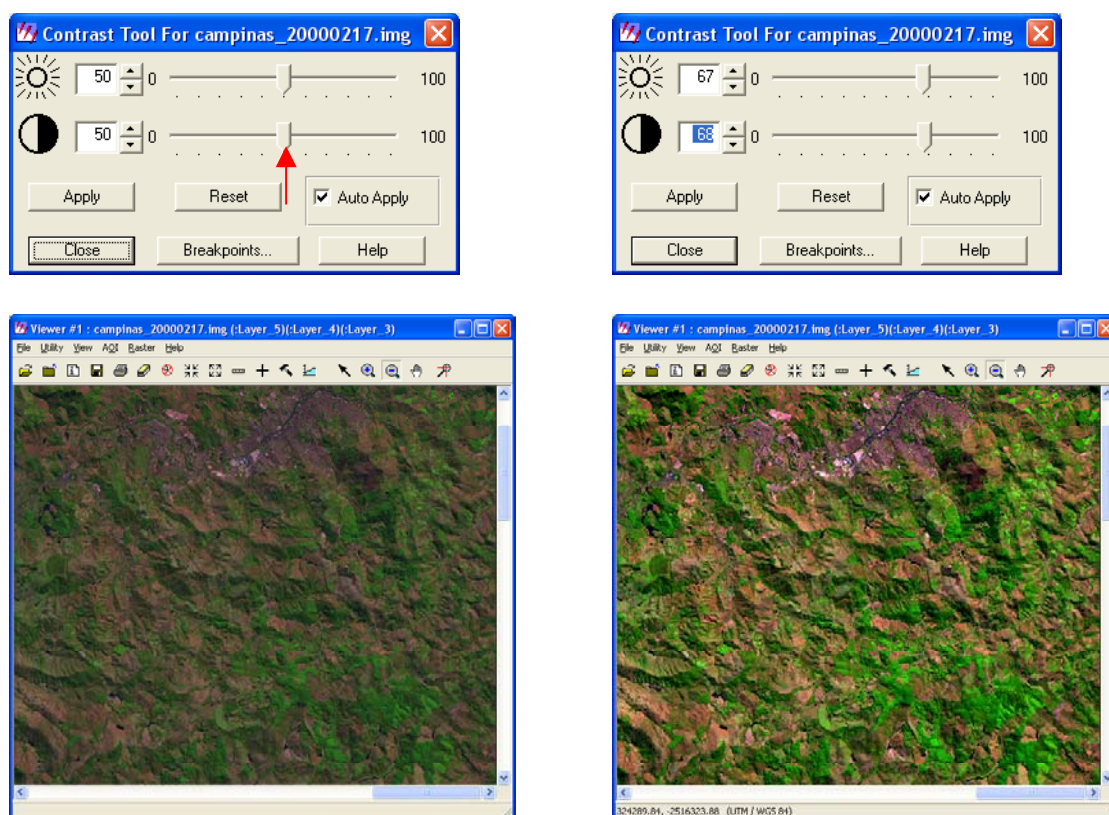 Contrast Tool For campinas_20000217.img
50 0 100
50 0 100
Apply Reset Auto Apply
Close Breakpoints... Help
Contrast Tool For campinas_20000217.img
67 0 100
68 0 100
Apply Reset Auto Apply
Close Breakpoints... Help
Viewer #1 : campinas_20000217.img (:Layer_5)(:Layer_4)(:Layer_3)
File Utility View AOI Raster Help
Viewer #1 : campinas_20000217.img (:Layer_5)(:Layer_4)(:Layer_3)
File Utility View AOI Raster Help
324289.84, -2516323.88 (UTM / WGS 84)